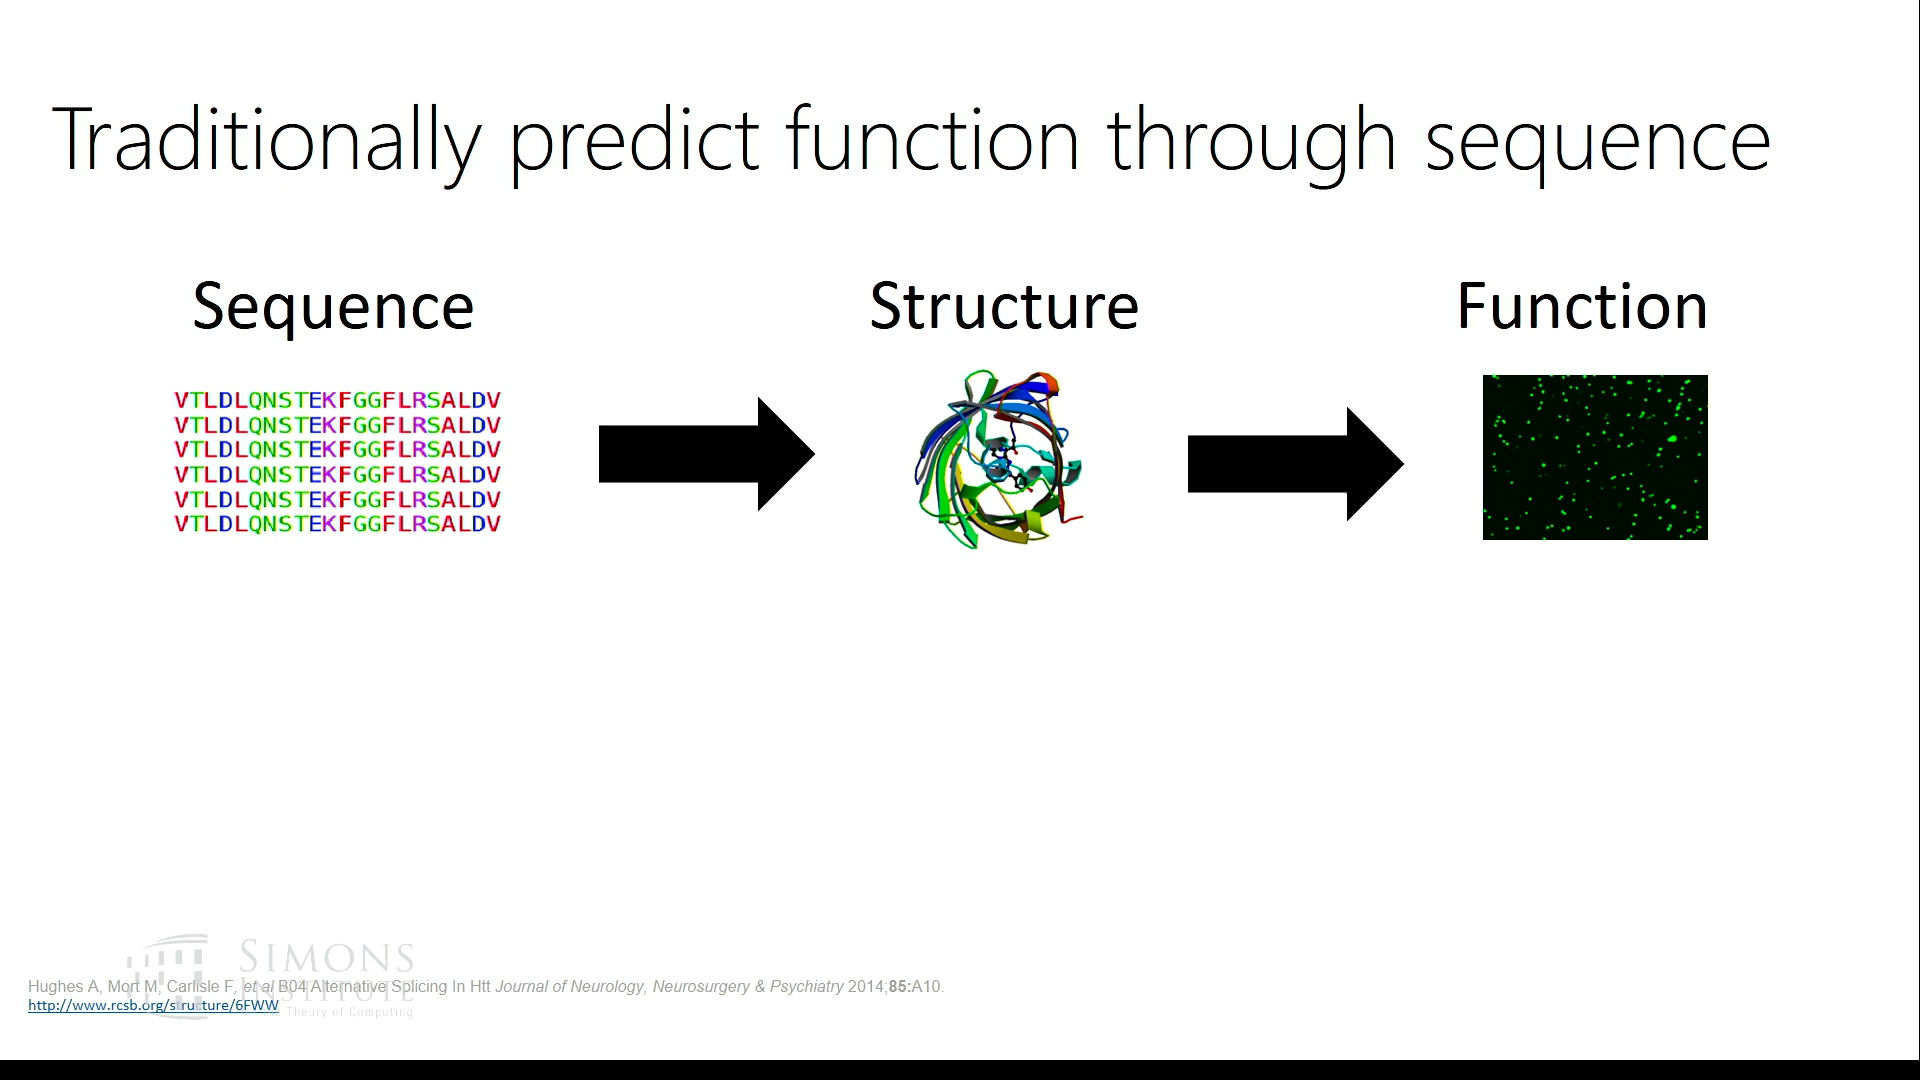 Traditionally predict function through sequence
Sequence
Structure
Function
VTLDLQNSTEKFGGFLRSALDV
VTLDLQNSTEKFGGFLRSALDV
VTLDLQNSTEKFGGFLRSALDV
VTLDLQNSTEKFGGFLRSALDV
VTLDLQNSTEKFGGFLRSALDV
VTLDLQNSTEKFGGFLRSALDV
SIMONS
INSTITUTE
Theory of Computing
Hughes A, Mort M, Carlisle F, et al B04 Alternative Splicing In Htt Journal of Neurology, Neurosurgery & Psychiatry 2014;85:A10.
http://www.rcsb.org/structure/6FWW